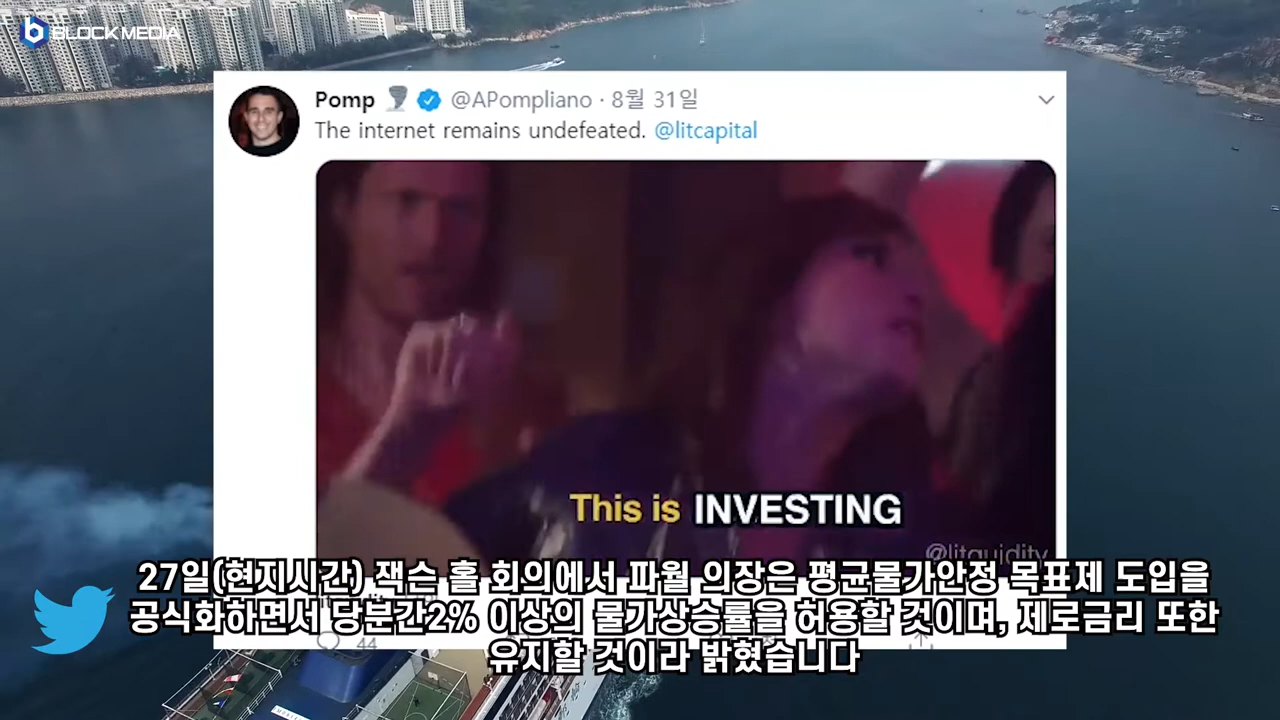 BLOCK MEDIA
Pomp @APompliano · 8월 31일
The internet remains undefeated. @litcapital
This is INVESTING
@litquidity
27일(현지시간) 잭슨 홀 회의에서 파월 의장은 평균물가안정 목표제 도입을
공식화하면서 당분간2% 이상의 물가상승률을 허용할 것이며, 제로금리 또한
44
유지할 것이라 밝혔습니다